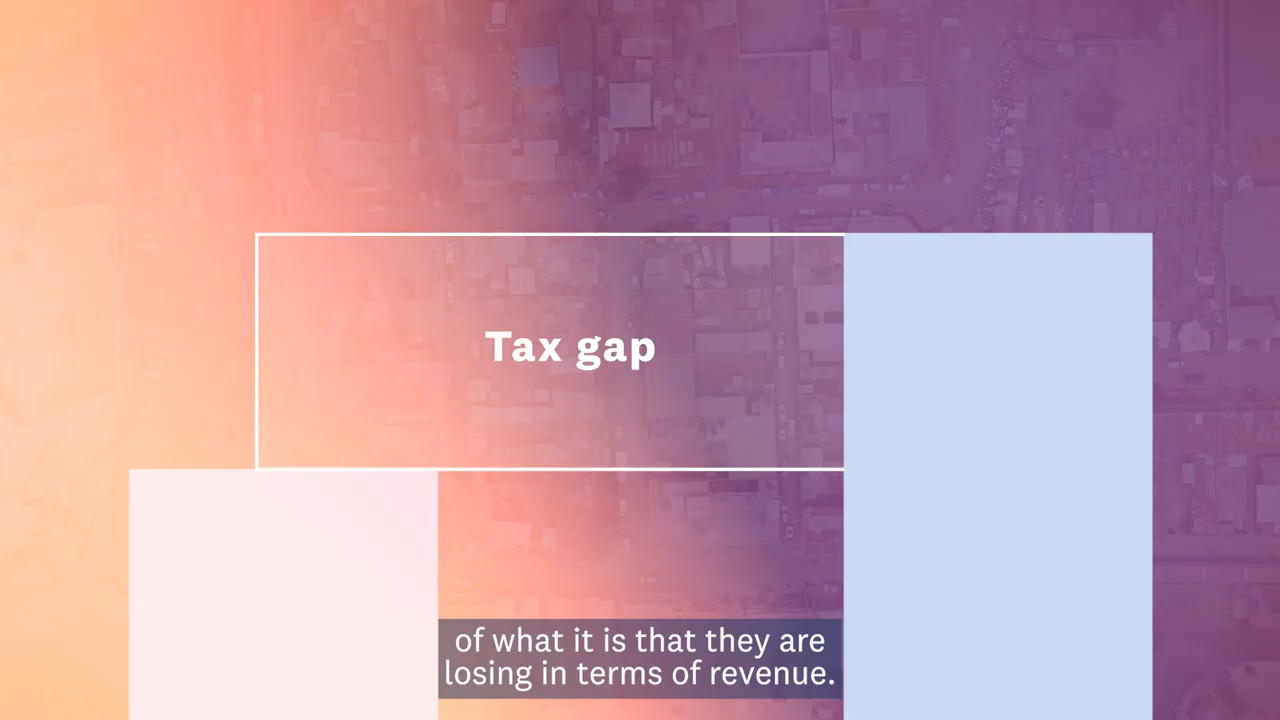 Tax gap
of what it is that they are
losing in terms of revenue.